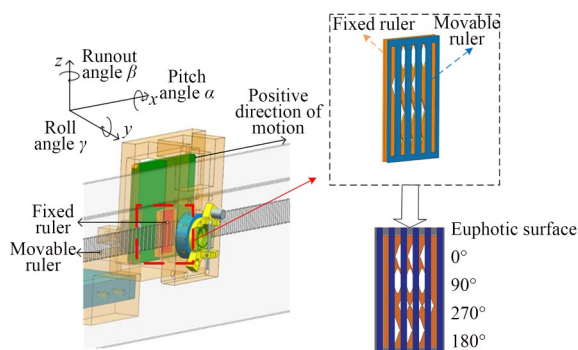 Fixed ruler
Movable
ruler
z
Runout
angle β
Pitch
angle α
x
Roll
angle γ
y
Positive
direction of
motion
Fixed
ruler
Movable
ruler
Euphotic surface
0°
90°
270°
180°